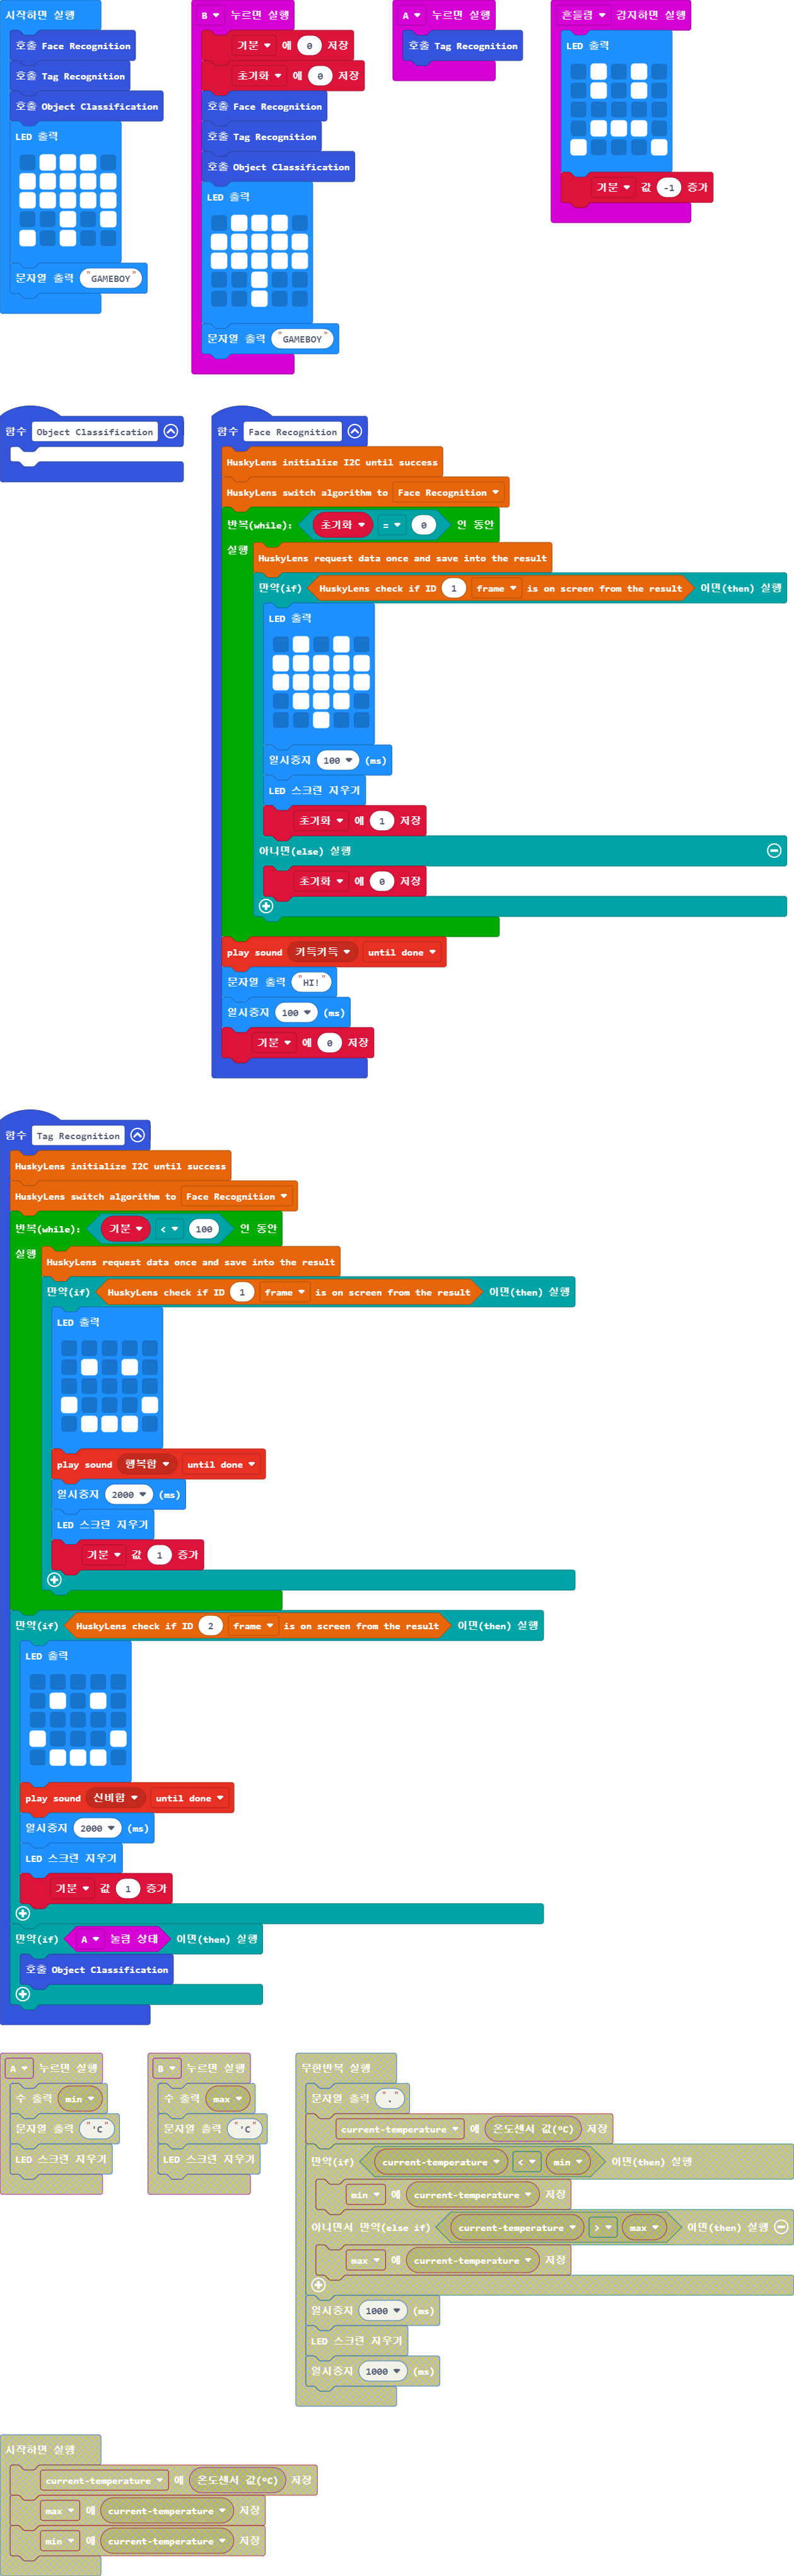 시작하면 실행
호출 Face Recognition
호출 Tag Recognition
호출 Object Classification
LED 출력
문자열 출력 "GAMEBOY"
B 누르면 실행
기분 에 0 저장
초기화 에 0 저장
호출 Face Recognition
호출 Tag Recognition
호출 Object Classification
LED 출력
문자열 출력 "GAMEBOY"
A 누르면 실행
호출 Tag Recognition
흔들림 감지하면 실행
LED 출력
기분 값 -1 증가
함수 Object Classification
함수 Face Recognition
HuskyLens initialize I2C until success
HuskyLens switch algorithm to Face Recognition
반복(while): 초기화 = 0 인 동안
실행
HuskyLens request data once and save into the result
만약(if) HuskyLens check if ID 1 frame is on screen from the result 이면(then) 실행
LED 출력
일시중지 100 (ms)
LED 스크린 지우기
초기화 에 1 저장
아니면(else) 실행
초기화 에 0 저장
play sound 키득키득 until done
문자열 출력 "HI!"
일시중지 100 (ms)
기분 에 0 저장
함수 Tag Recognition
HuskyLens initialize I2C until success
HuskyLens switch algorithm to Face Recognition
반복(while): 기분 < 100 인 동안
실행
HuskyLens request data once and save into the result
만약(if) HuskyLens check if ID 1 frame is on screen from the result 이면(then) 실행
LED 출력
play sound 행복함 until done
일시중지 2000 (ms)
LED 스크린 지우기
기분 값 1 증가
만약(if) HuskyLens check if ID 2 frame is on screen from the result 이면(then) 실행
LED 출력
play sound 신비함 until done
일시중지 2000 (ms)
LED 스크린 지우기
기분 값 1 증가
만약(if) A 눌림 상태 이면(then) 실행
호출 Object Classification
A 누르면 실행
수 출력 min
문자열 출력 "'C"
LED 스크린 지우기
B 누르면 실행
수 출력 max
문자열 출력 "'C"
LED 스크린 지우기
무한반복 실행
문자열 출력 "."
current-temperature 에 온도센서 값(ºC) 저장
만약(if) current-temperature < min 이면(then) 실행
min 에 current-temperature 저장
아니면서 만약(else if) current-temperature > max 이면(then) 실행
max 에 current-temperature 저장
일시중지 1000 (ms)
LED 스크린 지우기
일시중지 1000 (ms)
시작하면 실행
current-temperature 에 온도센서 값(ºC) 저장
max 에 current-temperature 저장
min 에 current-temperature 저장